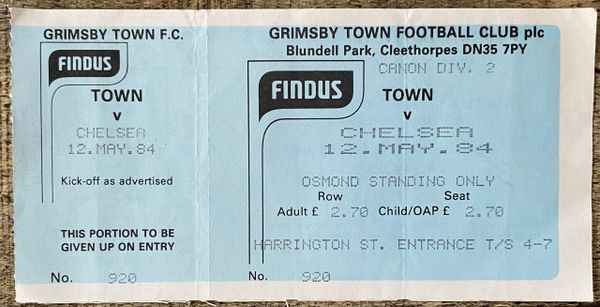 GRIMSBY TOWN F.C.
FINDUS
TOWN
v
CHELSEA
12.MAY.84
Kick-off as advertised
THIS PORTION TO BE
GIVEN UP ON ENTRY
No. 920
GRIMSBY TOWN FOOTBALL CLUB plc
Blundell Park, Cleethorpes DN35 7PY
CANON DIV. 2
FINDUS
TOWN
v
CHELSEA
12.MAY.84
OSMOND STANDING ONLY
Row Seat
Adult £ 2.70 Child/OAP £ 2.70
HARRINGTON ST. ENTRANCE T/S 4-7
No. 920